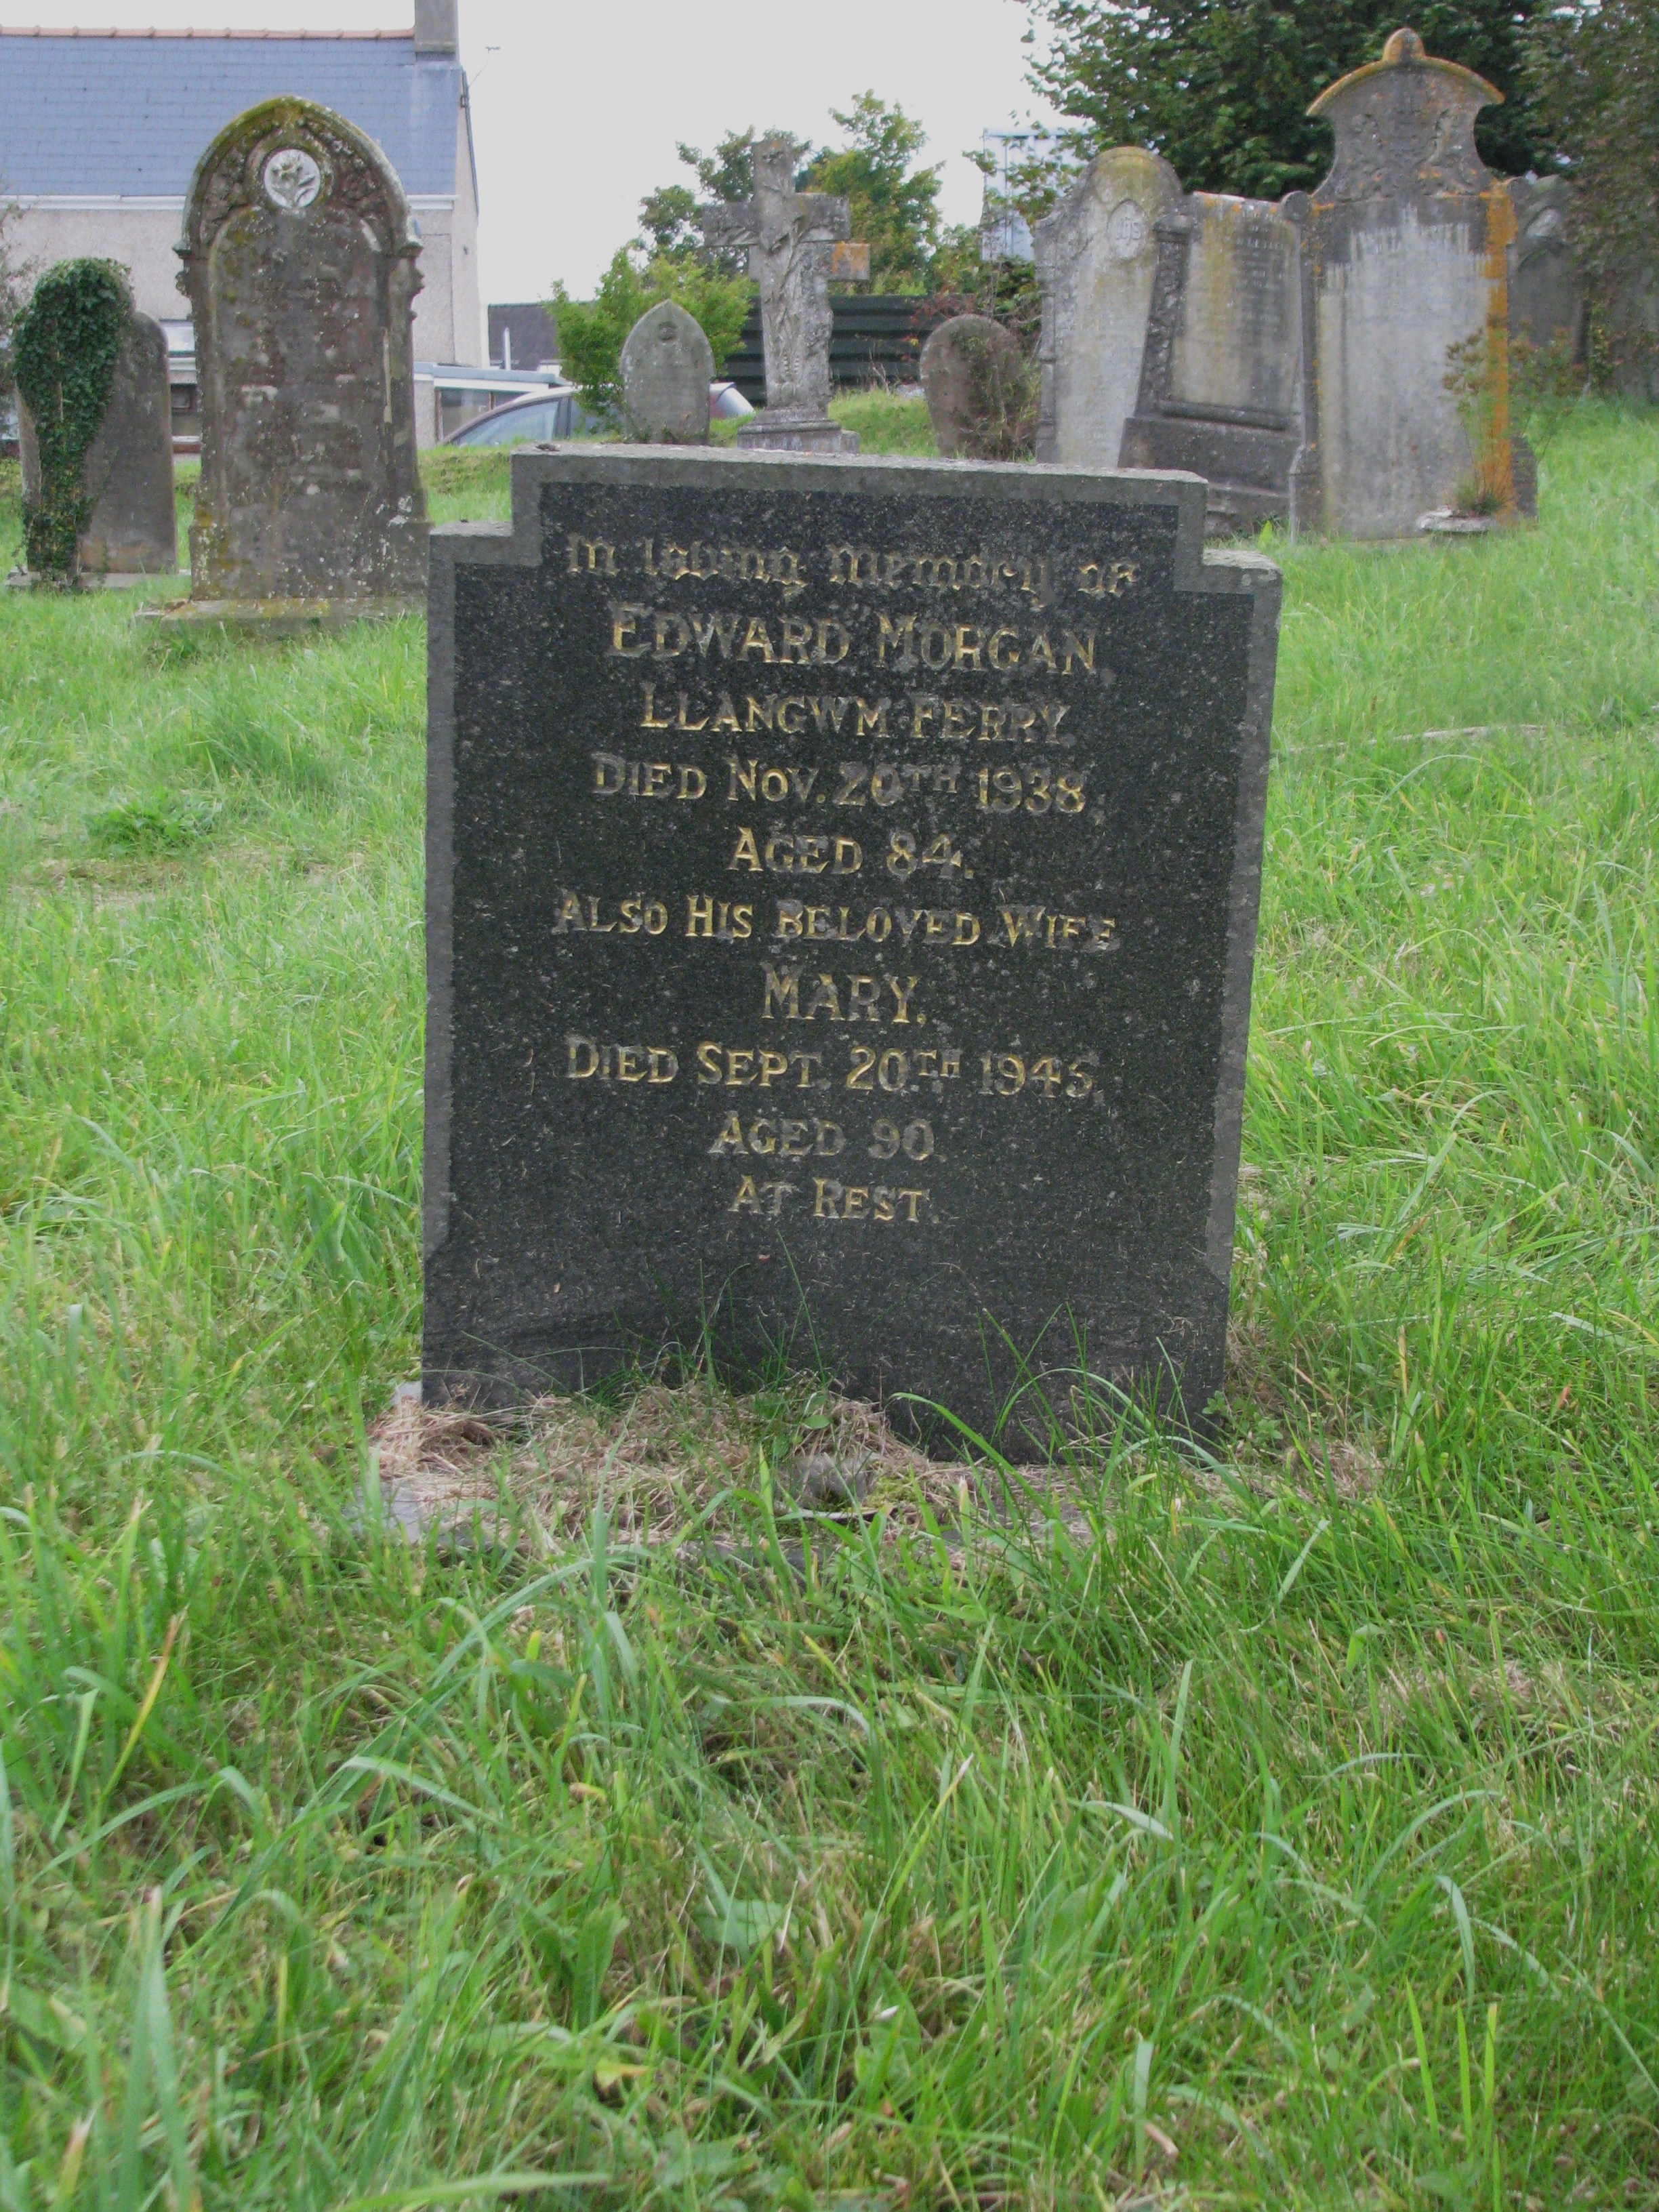 In loving memory of
EDWARD MORGAN,
LLANGWM FERRY,
DIED NOV. 20TH 1938,
AGED 84.
ALSO HIS BELOVED WIFE
MARY,
DIED SEPT. 20TH 1945,
AGED 90.
AT REST.